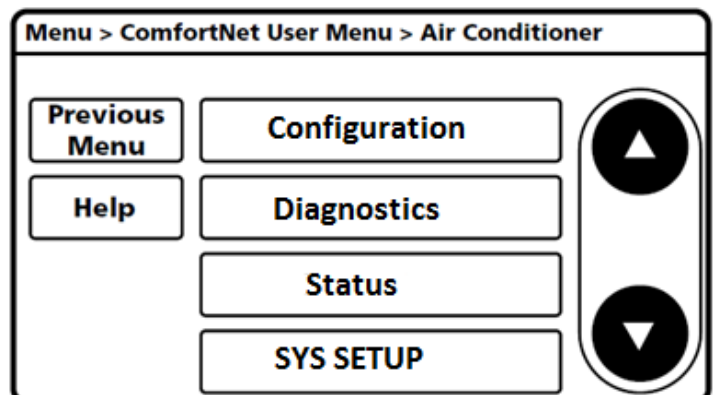 Menu > ComfortNet User Menu > Air Conditioner
Previous
Menu
Configuration
Help
Diagnostics
Status
SYS SETUP